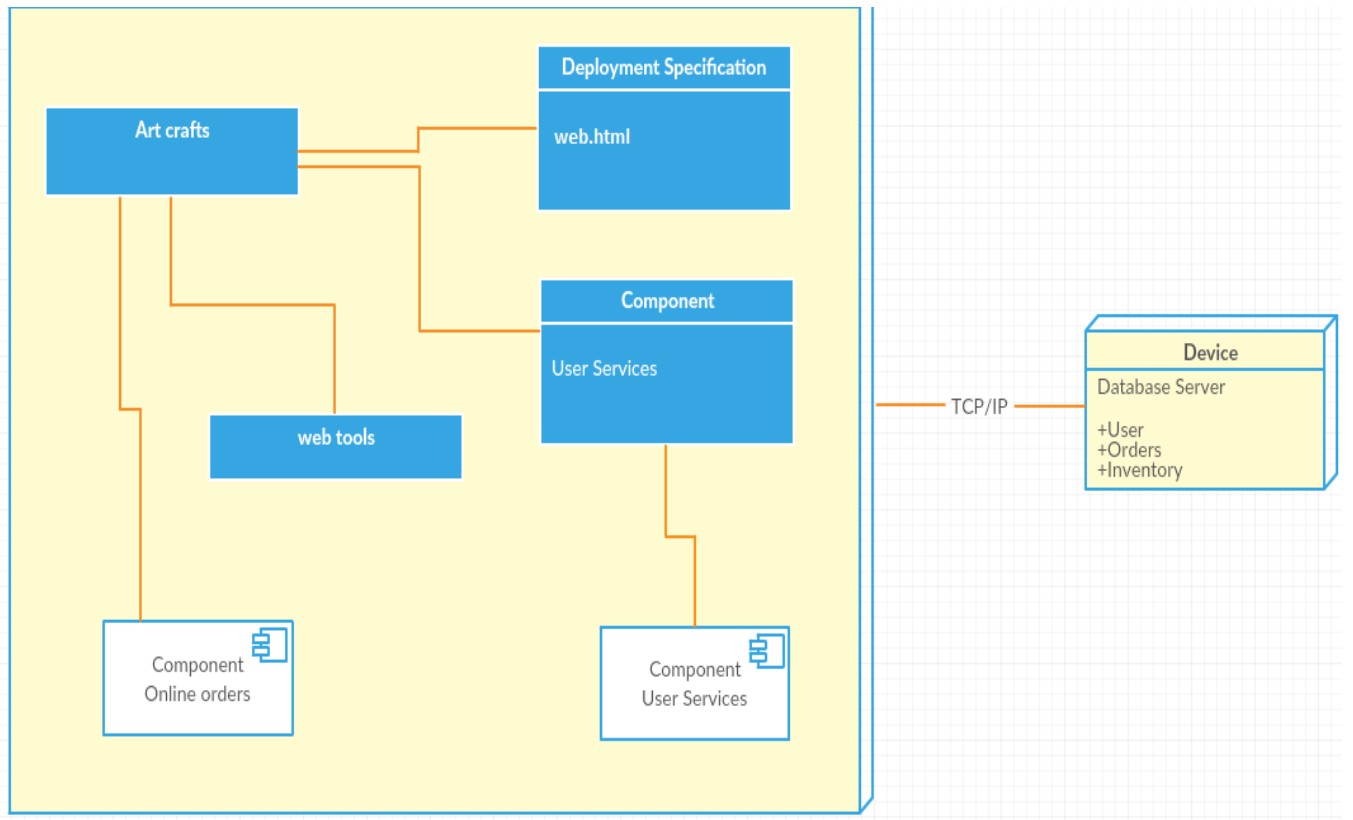 Deployment Specification
web.html
Art crafts
Component
User Services
web tools
Component
Online orders
Component
User Services
TCP/IP
Device
Database Server
+User
+Orders
+Inventory